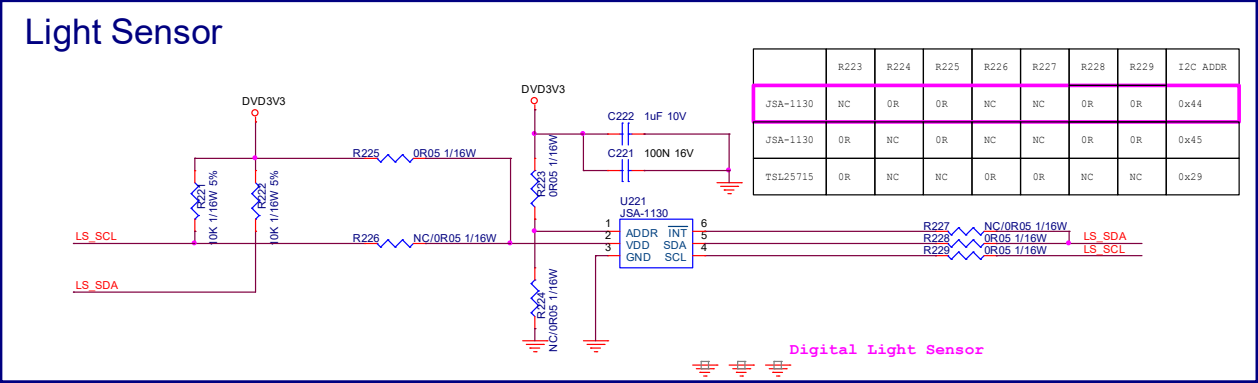 Light Sensor
R223 R224 R225 R226 R227 R228 R229 I2C ADDR
JSA-1130 NC 0R 0R NC NC 0R 0R 0x44
JSA-1130 0R NC 0R NC NC 0R 0R 0x45
TSL25715 0R NC NC 0R 0R NC NC 0x29
DVD3V3
DVD3V3
C222 1uF 10V
C221 100N 16V
R225 0R05 1/16W
R221
10K 1/16W 5%
R222
10K 1/16W 5%
R223
0R05 1/16W
U221
JSA-1130
LS_SCL
R226 NC/0R05 1/16W
1 ADDR INT 6
2 VDD SDA 5
3 GND SCL 4
R227 NC/0R05 1/16W
R228 0R05 1/16W LS_SDA
R229 0R05 1/16W LS_SCL
LS_SDA
R224
NC/0R05 1/16W
Digital Light Sensor